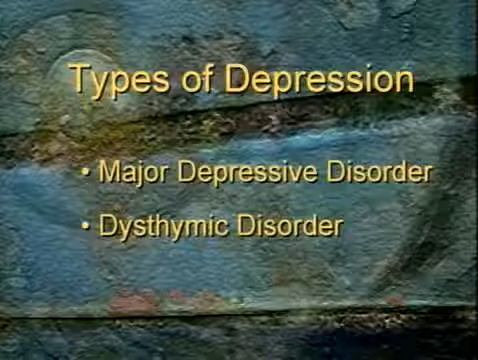 Types of Depression
• Major Depressive Disorder
• Dysthymic Disorder